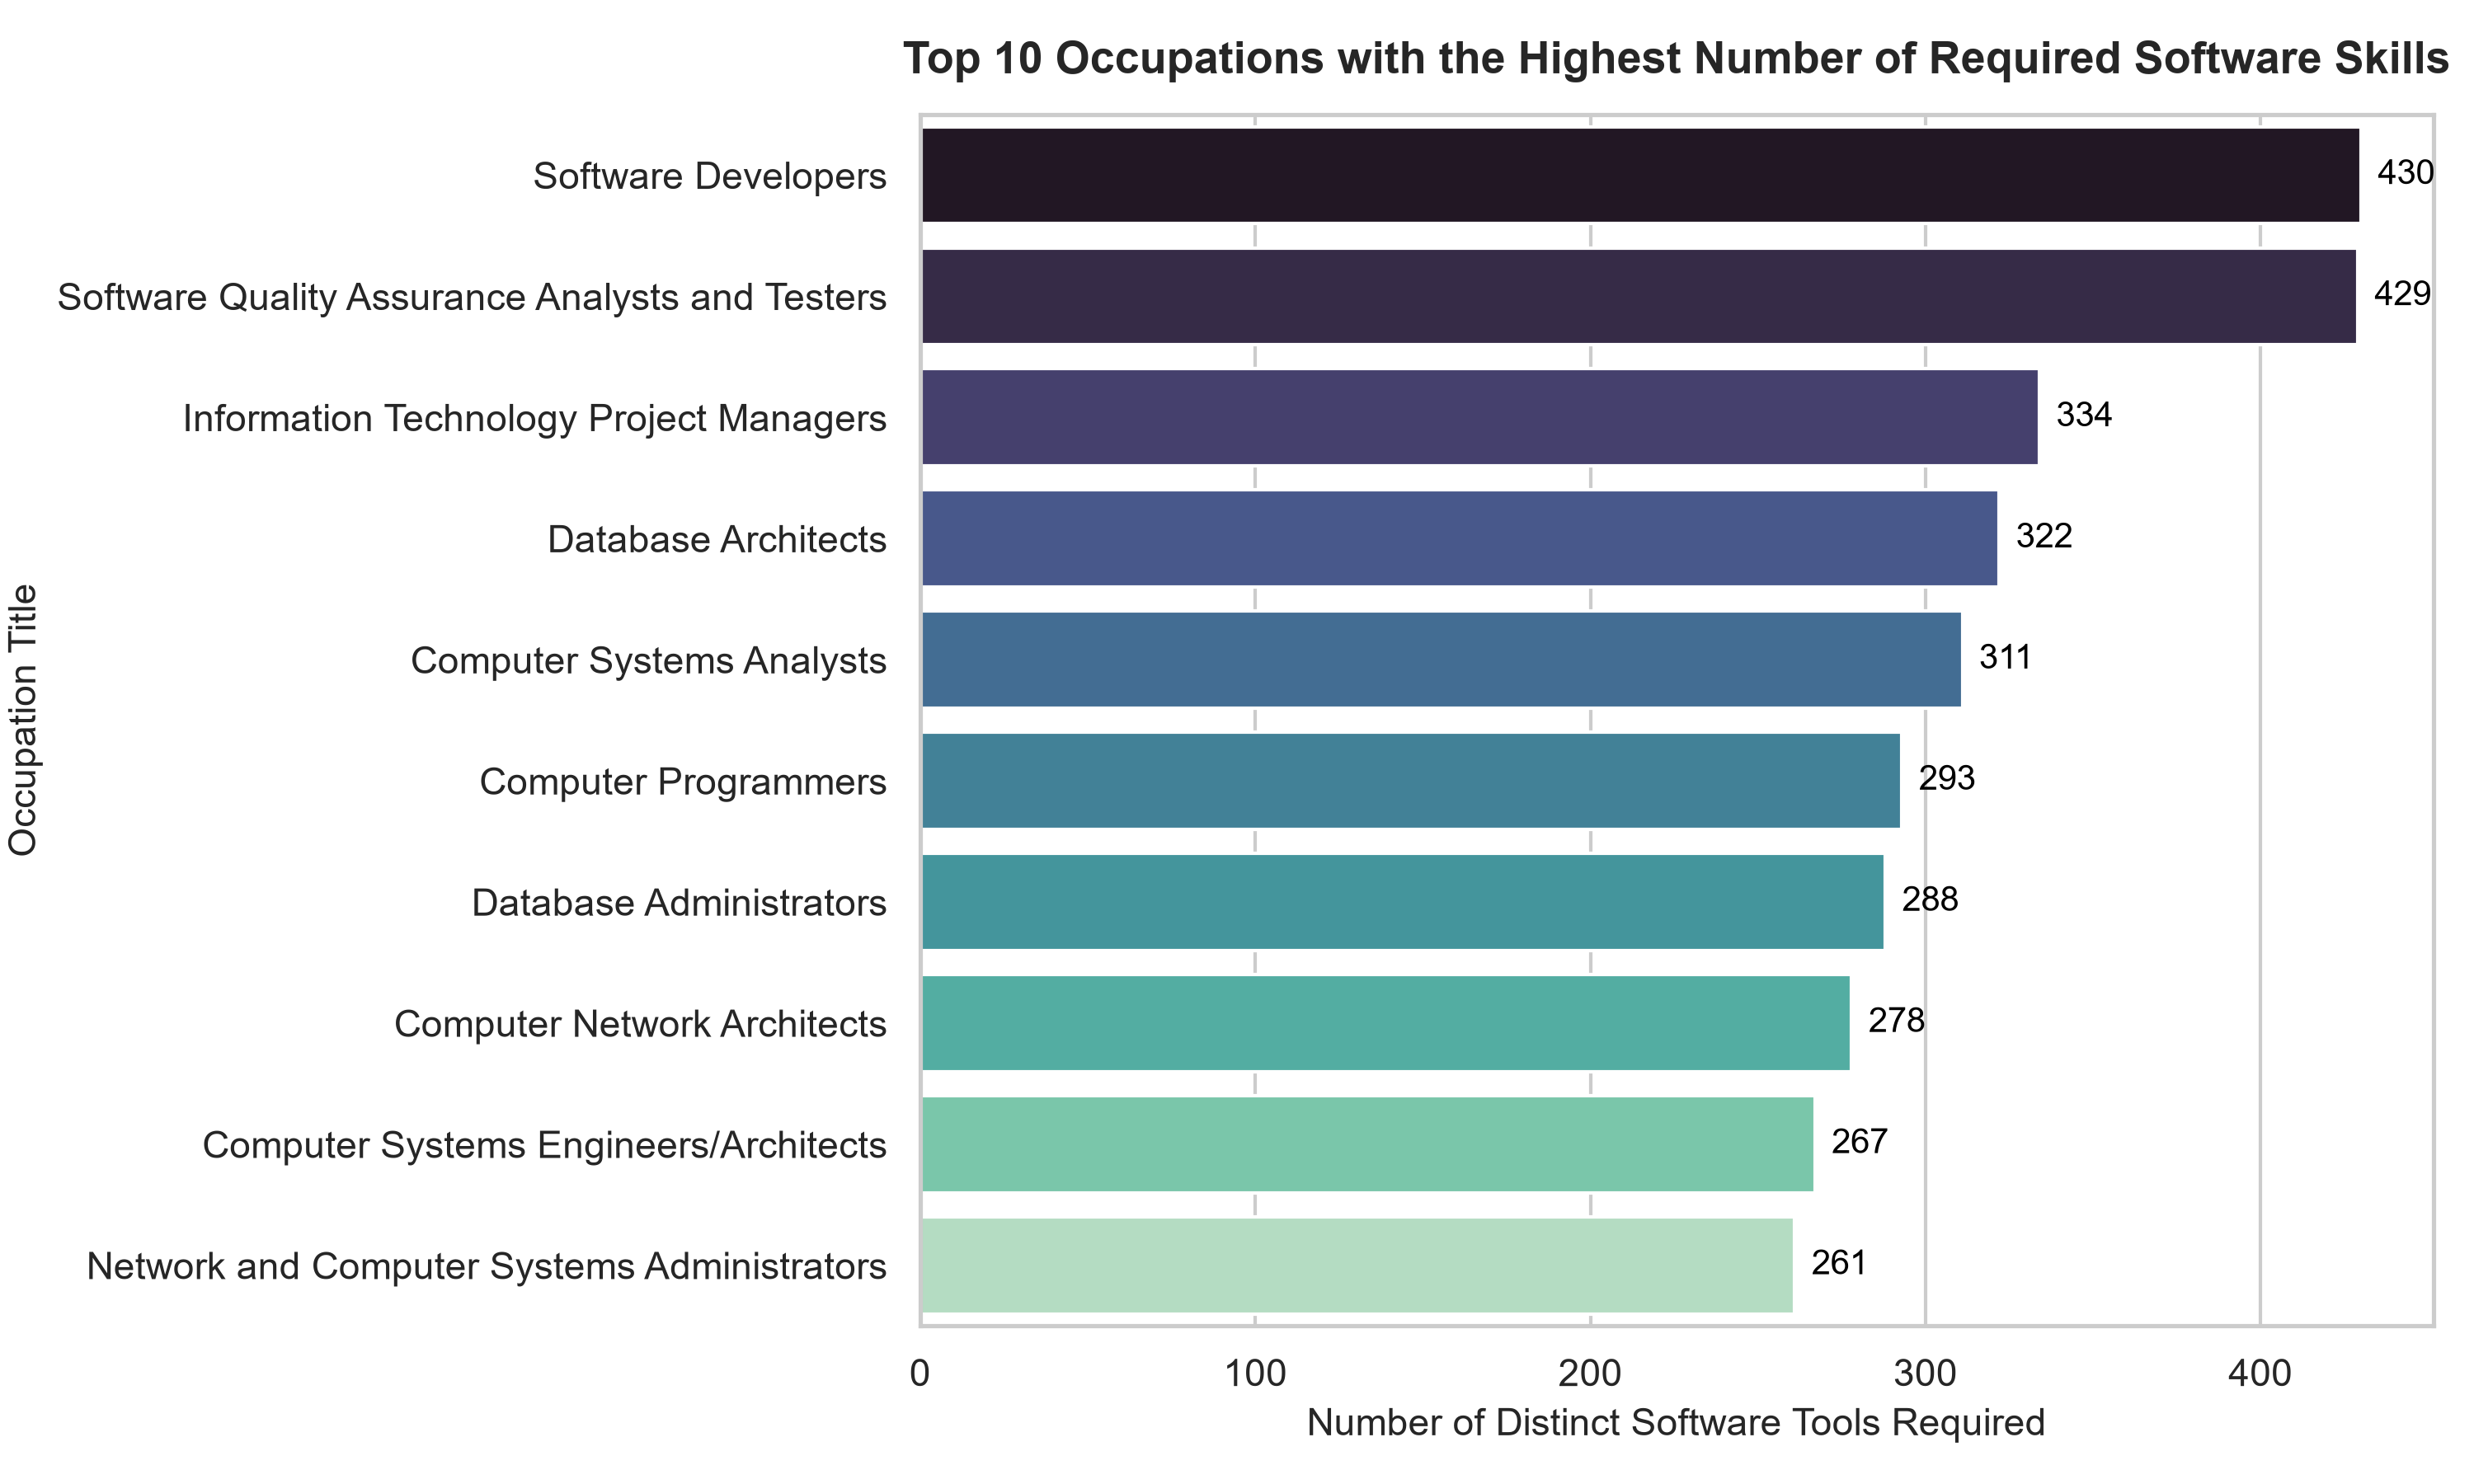 Top 10 Occupations with the Highest Number of Required Software Skills
Occupation Title
Software Developers 430
Software Quality Assurance Analysts and Testers 429
Information Technology Project Managers 334
Database Architects 322
Computer Systems Analysts 311
Computer Programmers 293
Database Administrators 288
Computer Network Architects 278
Computer Systems Engineers/Architects 267
Network and Computer Systems Administrators 261
0 100 200 300 400
Number of Distinct Software Tools Required